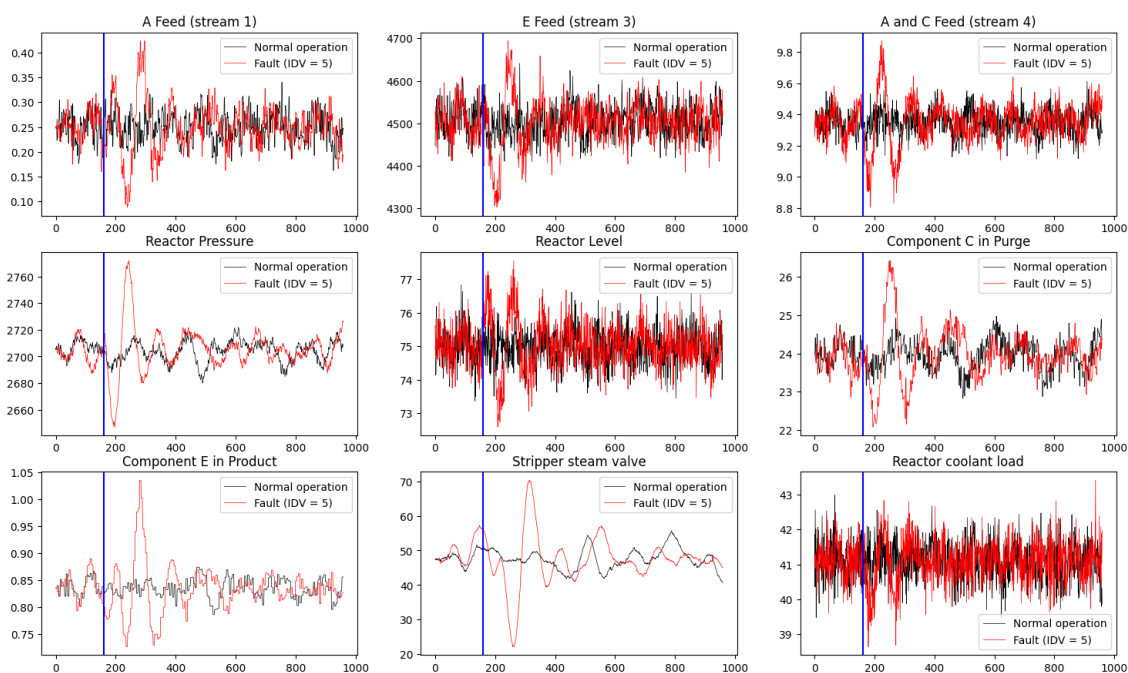 A Feed (stream 1)
0.40
0.35
0.30
0.25
0.20
0.15
0.10
0 200 400 600 800 1000
Normal operation
Fault (IDV = 5)
E Feed (stream 3)
4700
4600
4500
4400
4300
0 200 400 600 800 1000
Normal operation
Fault (IDV = 5)
A and C Feed (stream 4)
9.8
9.6
9.4
9.2
9.0
8.8
0 200 400 600 800 1000
Normal operation
Fault (IDV = 5)
Reactor Pressure
2760
2740
2720
2700
2680
2660
0 200 400 600 800 1000
Normal operation
Fault (IDV = 5)
Reactor Level
77
76
75
74
73
0 200 400 600 800 1000
Normal operation
Fault (IDV = 5)
Component C in Purge
26
25
24
23
22
0 200 400 600 800 1000
Normal operation
Fault (IDV = 5)
Component E in Product
1.05
1.00
0.95
0.90
0.85
0.80
0.75
0 200 400 600 800 1000
Normal operation
Fault (IDV = 5)
Stripper steam valve
70
60
50
40
30
20
0 200 400 600 800 1000
Normal operation
Fault (IDV = 5)
Reactor coolant load
43
42
41
40
39
0 200 400 600 800 1000
Normal operation
Fault (IDV = 5)